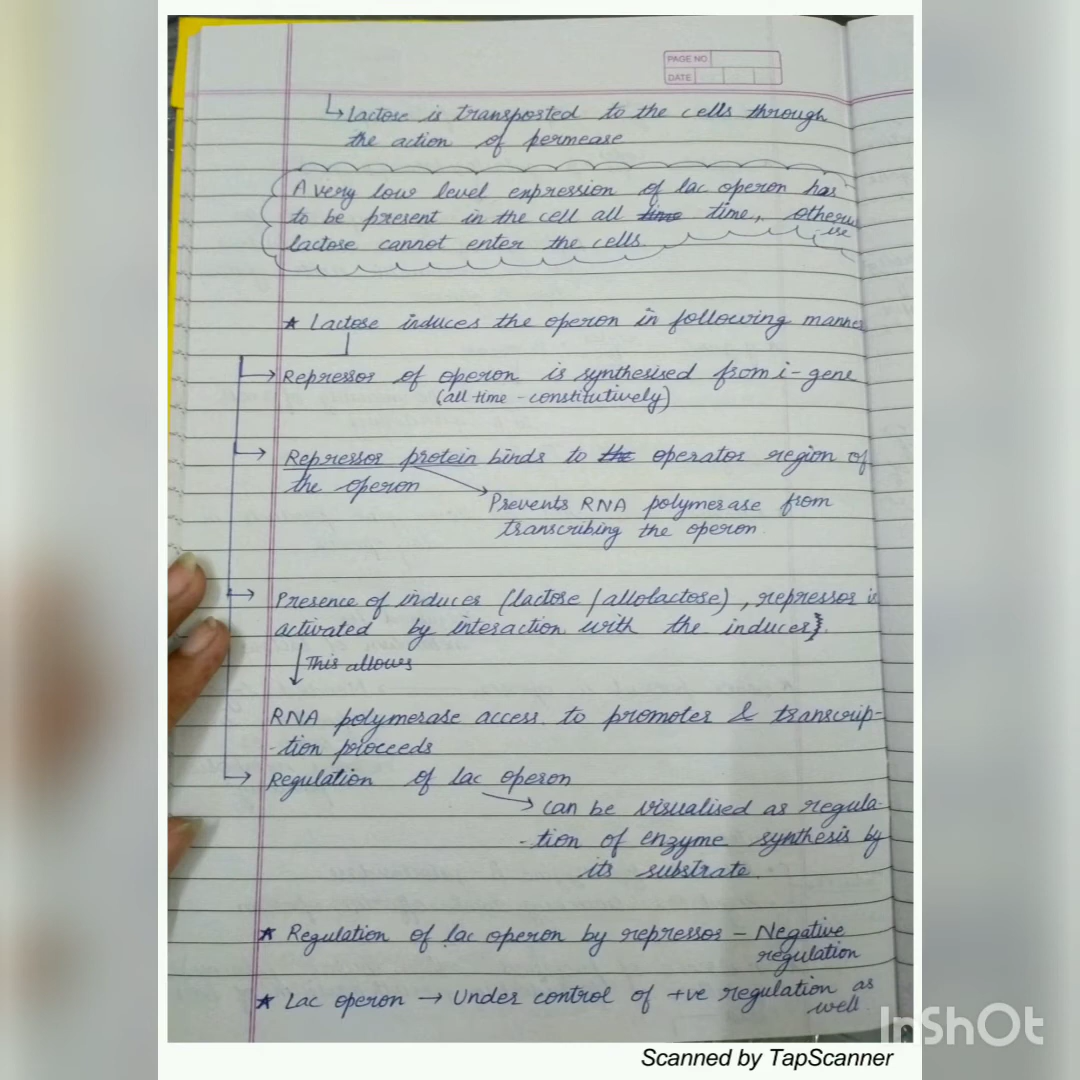 PAGE NO
DATE
↳ Lactose is transported to the cells through
the action of permease
A very low level expression of lac operon has
to be present in the cell all time time, otherw
ise
lactose cannot enter the cells
★ Lactose induces the operon in following manner
→ Repressor of operon is synthesised from i-gene
(all time - constitutively)
→ Repressor protein binds to the operator region of
the operon
Prevents RNA polymerase from
transcribing the operon.
→ Presence of inducer (lactose / allolactose), repressor is
activated by interaction with the inducer}.
↓ This allows
RNA polymerase access to promoter & transcrip-
-tion proceeds
→ Regulation of lac operon
→ can be visualised as regula-
-tion of enzyme synthesis by
its substrate.
★ Regulation of lac operon by repressor - Negative
regulation
★ Lac operon → Under control of +ve regulation as
well.
InShOt
Scanned by TapScanner